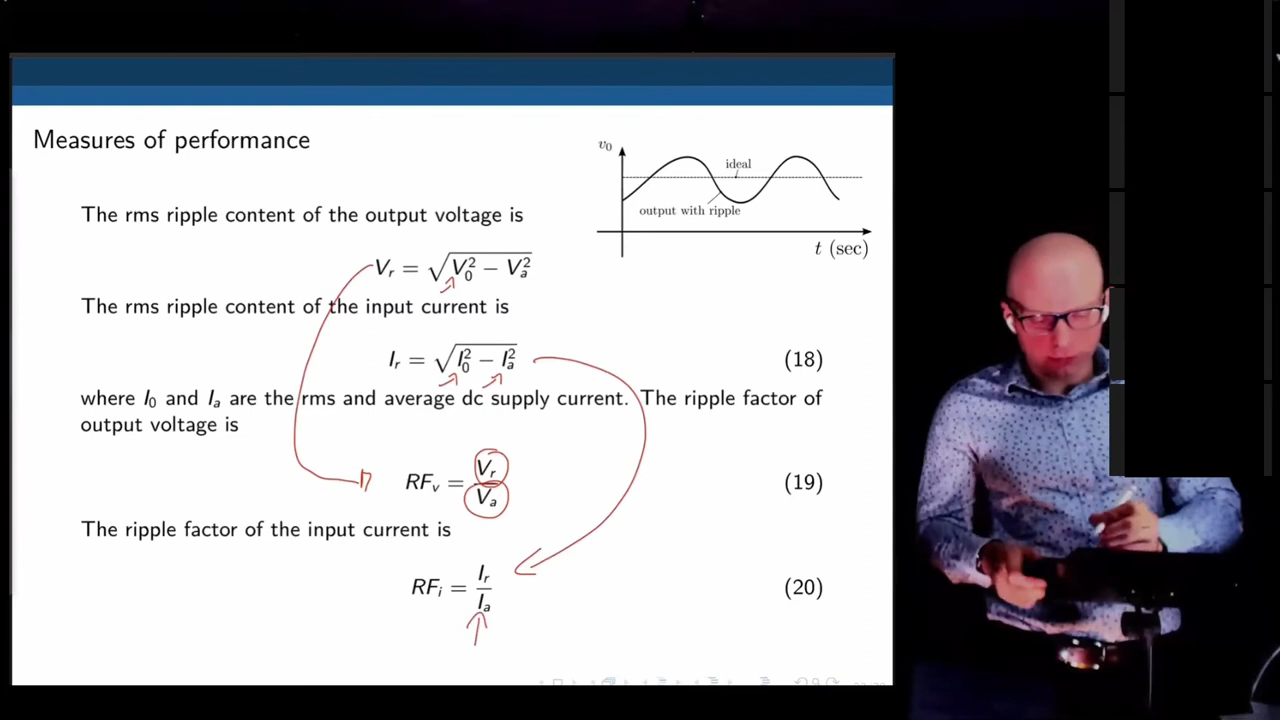 Measures of performance
v₀
ideal
output with ripple
t (sec)
The rms ripple content of the output voltage is
Vᵣ = √(V₀² − Vₐ²)
The rms ripple content of the input current is
Iᵣ = √(I₀² − Iₐ²) (18)
where I₀ and Iₐ are the rms and average dc supply current. The ripple factor of
output voltage is
RFᵥ = Vᵣ/Vₐ (19)
The ripple factor of the input current is
RFᵢ = Iᵣ/Iₐ (20)